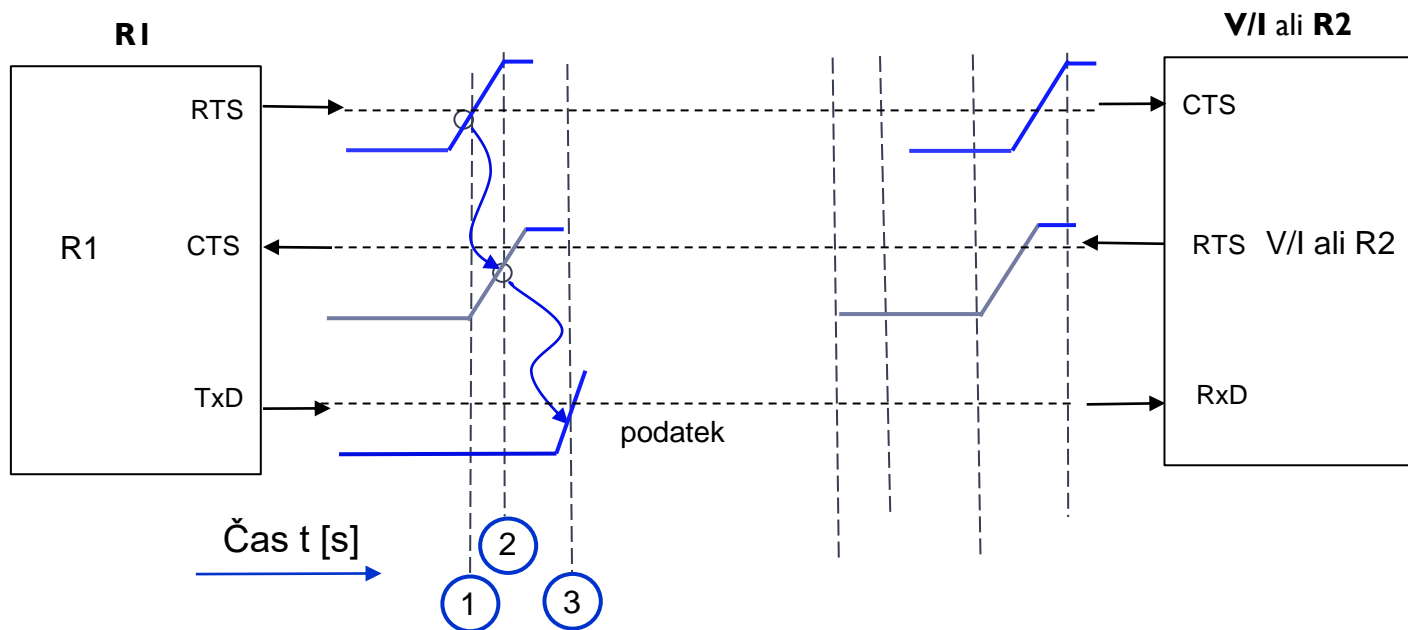 R1
V/I ali R2
RTS
CTS
R1
CTS
RTS
V/I ali R2
TxD
RxD
podatek
Čas t [s]
2
1
3